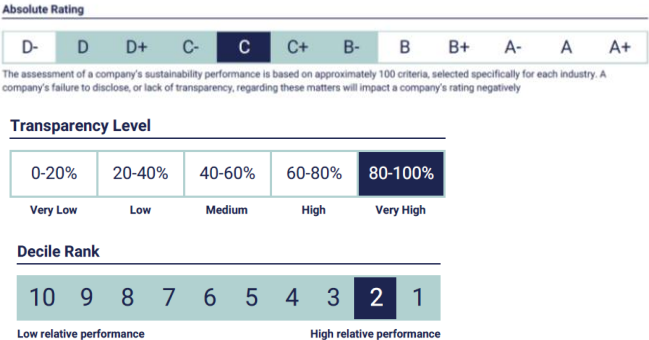 Absolute Rating
D- D D+ C- C C+ B- B B+ A- A A+
The assessment of a company's sustainability performance is based on approximately 100 criteria, selected specifically for each industry. A
company's failure to disclose, or lack of transparency, regarding these matters will impact a company's rating negatively
Transparency Level
0-20% 20-40% 40-60% 60-80% 80-100%
Very Low Low Medium High Very High
Decile Rank
10 9 8 7 6 5 4 3 2 1
Low relative performance High relative performance